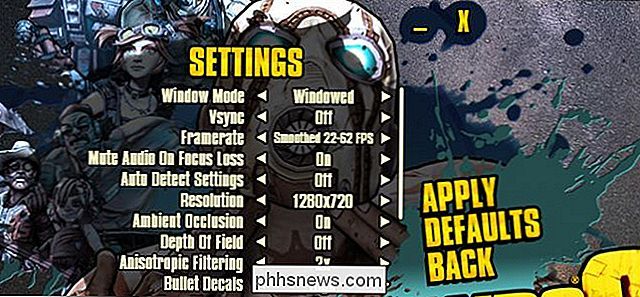 _ X
SETTINGS
Window Mode Windowed
Vsync Off
Framerate Smoothed 22-62 FPS
Mute Audio On Focus Loss On
Auto Detect Settings Off
Resolution 1280x720
Ambient Occlusion On
Depth Of Field Off
Anisotropic Filtering 2x
Bullet Decals
APPLY
DEFAULTS
BACK
phhsnews.com